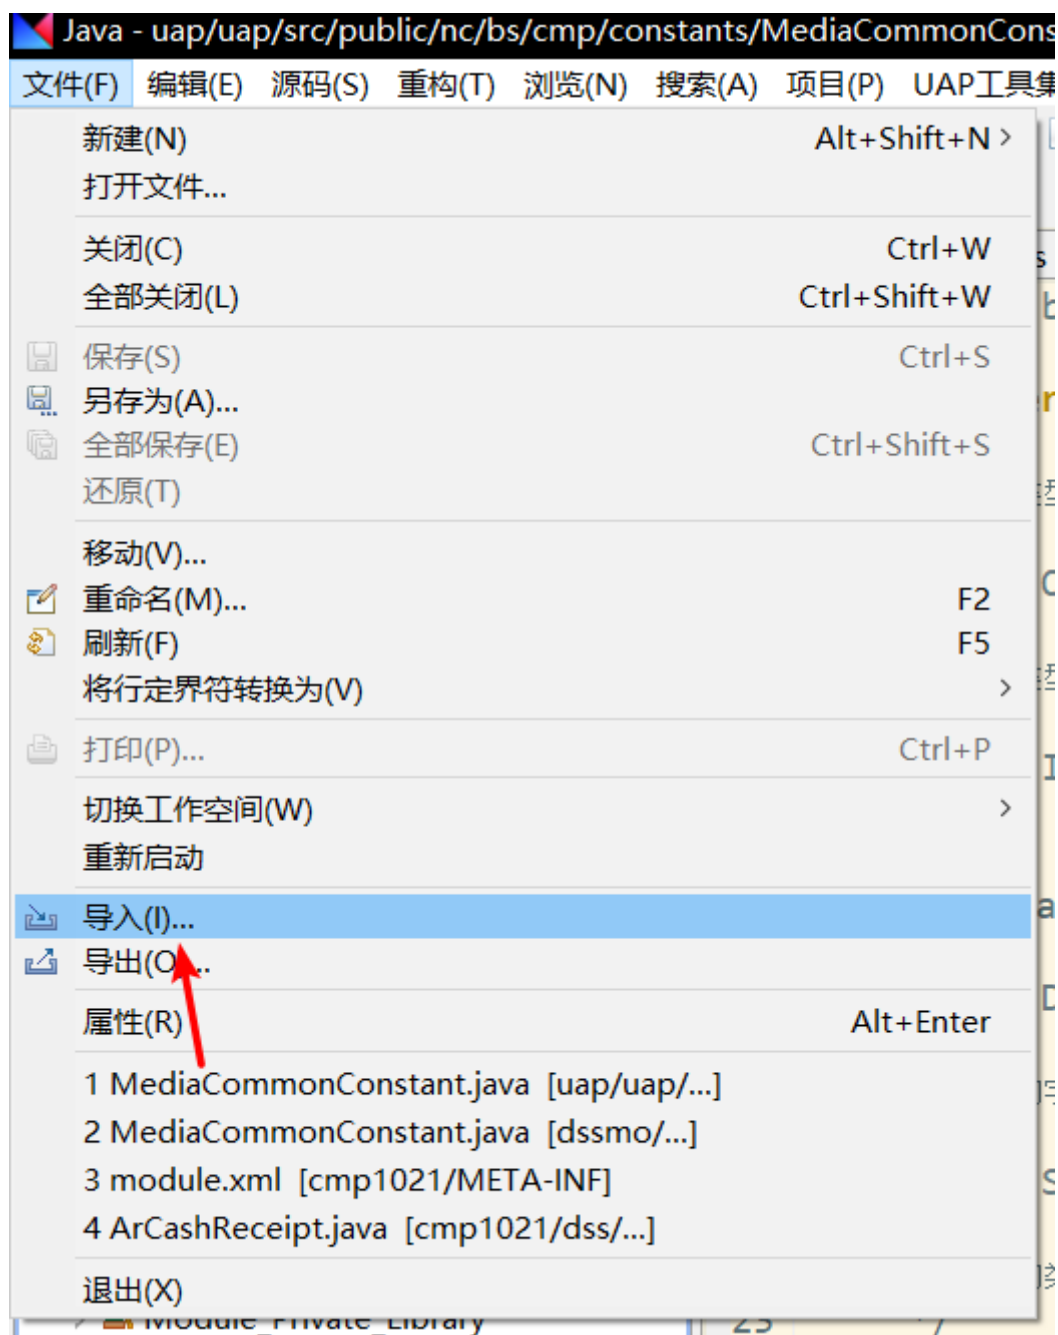 Java - uap/uap/src/public/nc/bs/cmp/constants/MediaCommonCons
文件(F) 编辑(E) 源码(S) 重构(T) 浏览(N) 搜索(A) 项目(P) UAP工具集
新建(N) Alt+Shift+N >
打开文件...
关闭(C) Ctrl+W
全部关闭(L) Ctrl+Shift+W
保存(S) Ctrl+S
另存为(A)...
全部保存(E) Ctrl+Shift+S
还原(T)
移动(V)...
重命名(M)... F2
刷新(F) F5
将行定界符转换为(V) >
打印(P)... Ctrl+P
切换工作空间(W) >
重新启动
导入(I)...
导出(O)...
属性(R) Alt+Enter
1 MediaCommonConstant.java [uap/uap/...]
2 MediaCommonConstant.java [dssmo/...]
3 module.xml [cmp1021/META-INF]
4 ArCashReceipt.java [cmp1021/dss/...]
退出(X)
Module_Private_Library 23 */